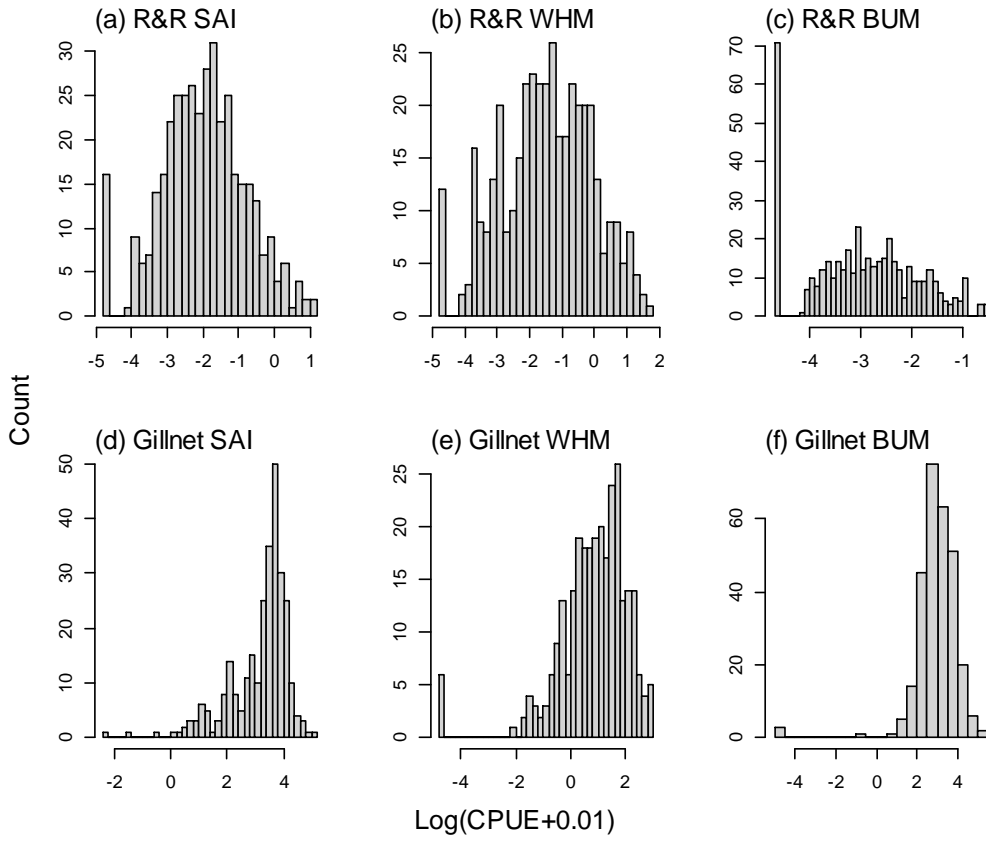 (a) R&R SAI
(b) R&R WHM
(c) R&R BUM
30
25
20
15
10
5
0
-5 -4 -3 -2 -1 0 1
25
20
15
10
5
0
-5 -4 -3 -2 -1 0 1 2
70
60
50
40
30
20
10
0
-4 -3 -2 -1
Count
(d) Gillnet SAI
(e) Gillnet WHM
(f) Gillnet BUM
50
40
30
20
10
0
-2 0 2 4
25
20
15
10
5
0
-4 -2 0 2
60
40
20
0
-4 -2 0 2 4
Log(CPUE+0.01)